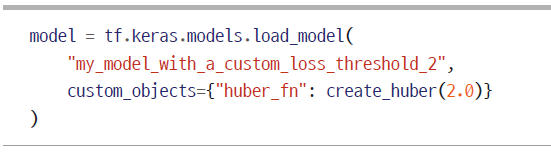 model = tf.keras.models.load_model(
    "my_model_with_a_custom_loss_threshold_2",
    custom_objects={"huber_fn": create_huber(2.0)}
)